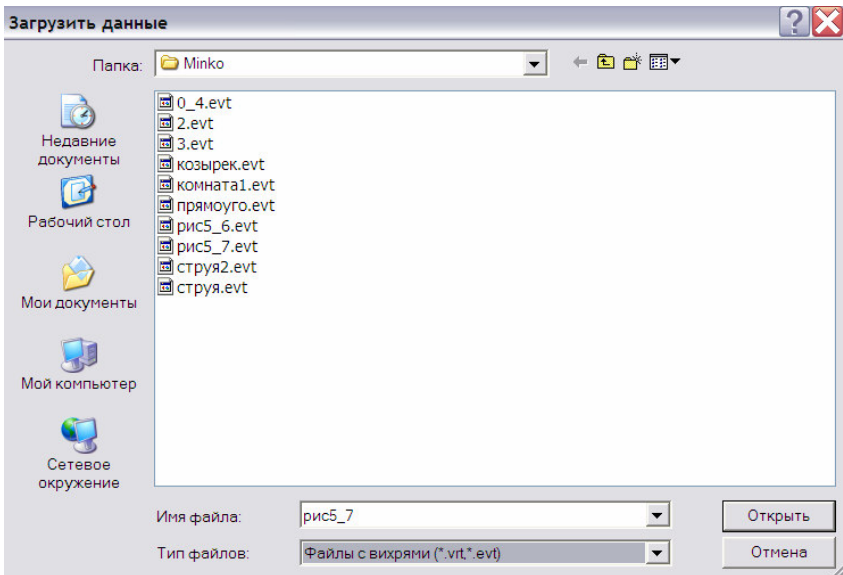 Загрузить данные
Папка: Minko
0_4.evt
2.evt
3.evt
козырек.evt
комната1.evt
прямоуго.evt
рис5_6.evt
рис5_7.evt
струя2.evt
струя.evt
Недавние
документы
Рабочий стол
Мои документы
Мой компьютер
Сетевое
окружение
Имя файла: рис5_7 Открыть
Тип файлов: Файлы с вихрями (*.vrt,*.evt) Отмена